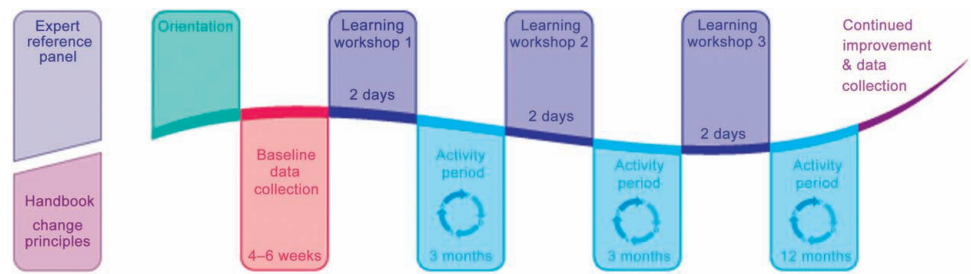 Expert
reference
panel
Handbook
change
principles
Orientation
Baseline
data
collection
4–6 weeks
Learning
workshop 1
2 days
Activity
period
3 months
Learning
workshop 2
2 days
Activity
period
3 months
Learning
workshop 3
2 days
Activity
period
12 months
Continued
improvement
& data
collection